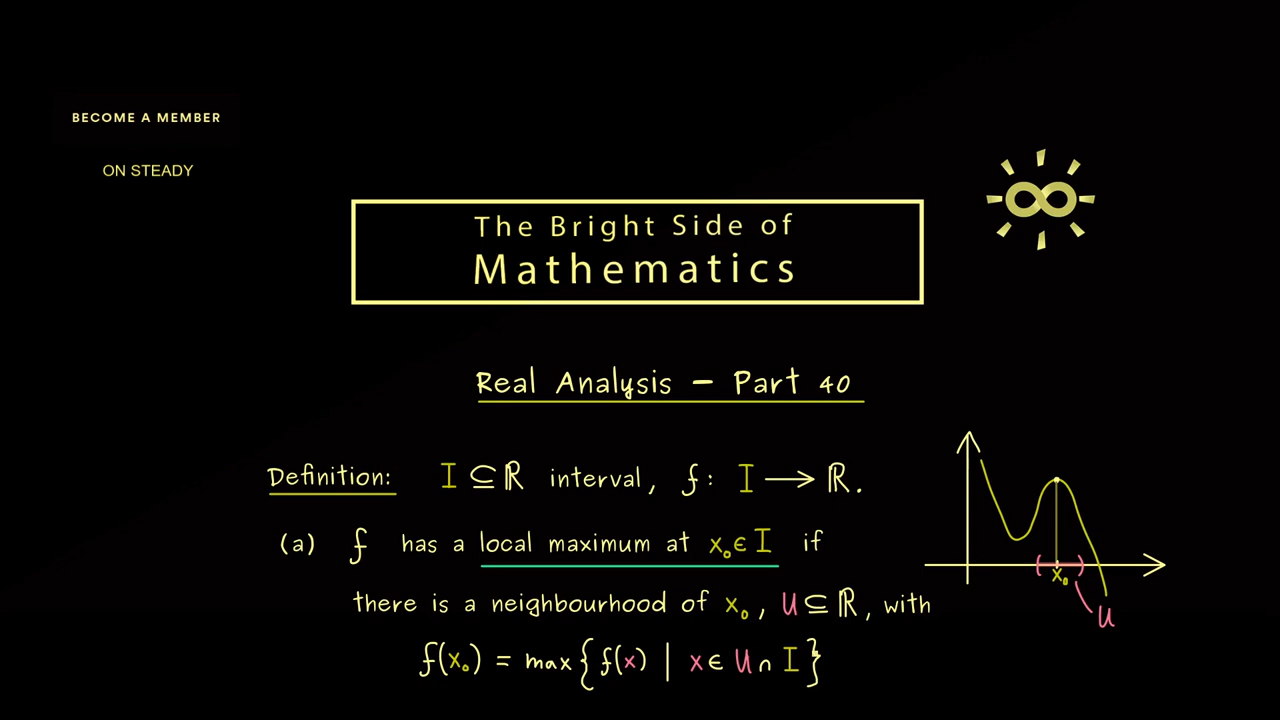 BECOME A MEMBER
ON STEADY
The Bright Side of
Mathematics
Real Analysis – Part 40
Definition: I ⊆ ℝ interval, f: I ⟶ ℝ.
(a) f has a local maximum at x₀ ∈ I if
there is a neighbourhood of x₀, U ⊆ ℝ, with
f(x₀) = max{f(x) | x ∈ U ∩ I}
x₀
U